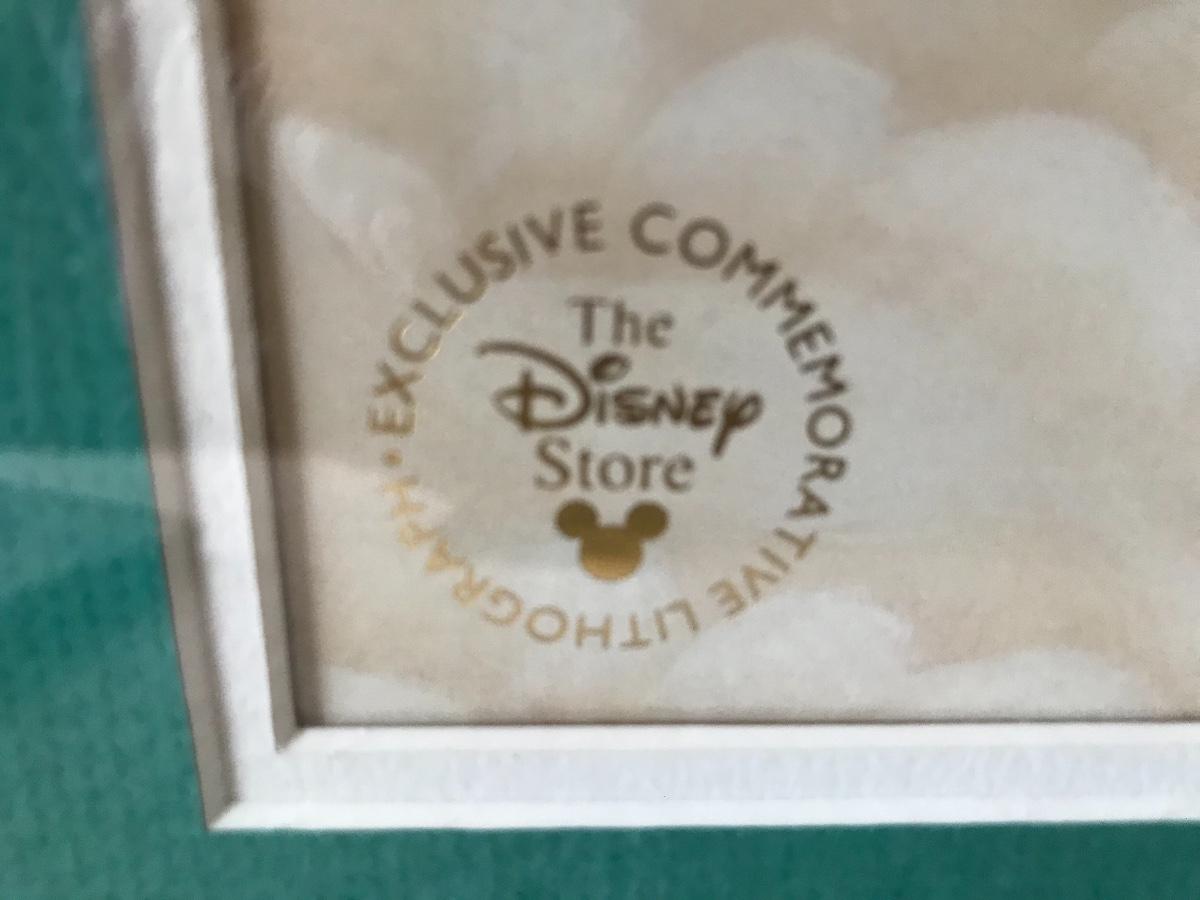 EXCLUSIVE COMMEMORATIVE LITHOGRAPH •
The
Disney
Store